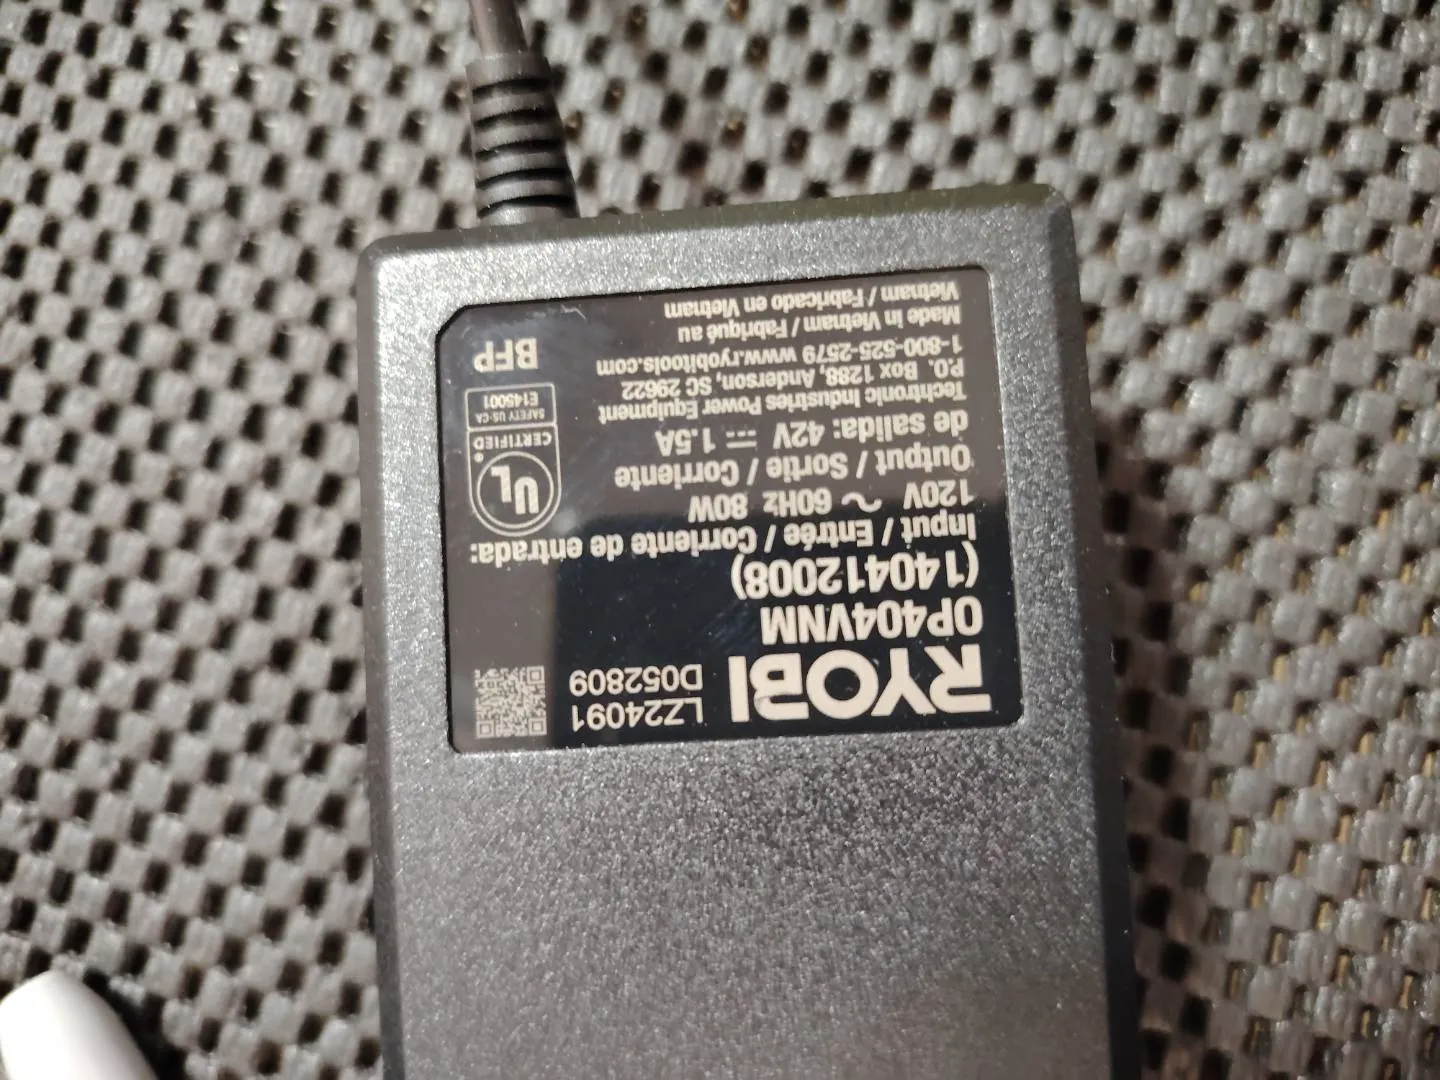 RYOBI
LZ24091
D052809
OP404VNM
(140412008)
Input / Entrée / Corriente de entrada:
120V ~ 60Hz 80W
Output / Sortie / Corriente
de salida: 42V ⎓ 1.5A
Techtronic Industries Power Equipment
P.O. Box 1288, Anderson, SC 29622
1-800-525-2579 www.ryobitools.com
Made in Vietnam / Fabriqué au
Vietnam / Fabricado en Vietnam
UL
CERTIFIED
SAFETY US-CA
E145001
BFP